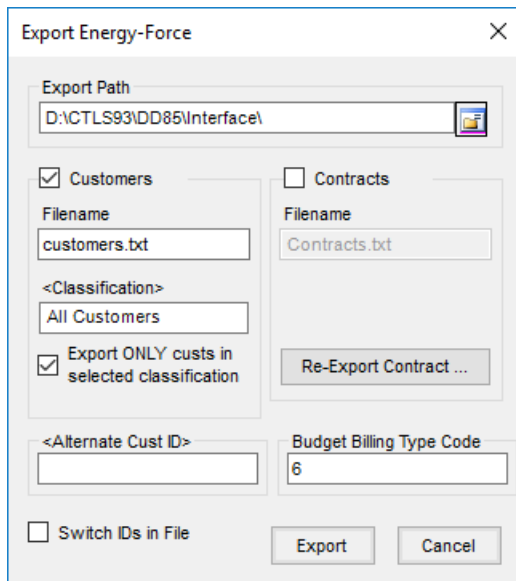 Export Energy-Force
Export Path
D:\CTLS93\DD85\Interface\
Customers
Filename
customers.txt
<Classification>
All Customers
Export ONLY custs in
selected classification
Contracts
Filename
Contracts.txt
Re-Export Contract ...
<Alternate Cust ID>
Budget Billing Type Code
6
Switch IDs in File
Export
Cancel